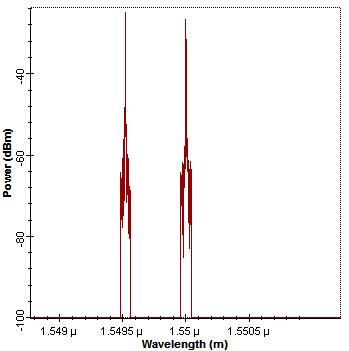 Power (dBm)
-40
-60
-80
-100
1.549 µ 1.5495 µ 1.55 µ 1.5505 µ
Wavelength (m)